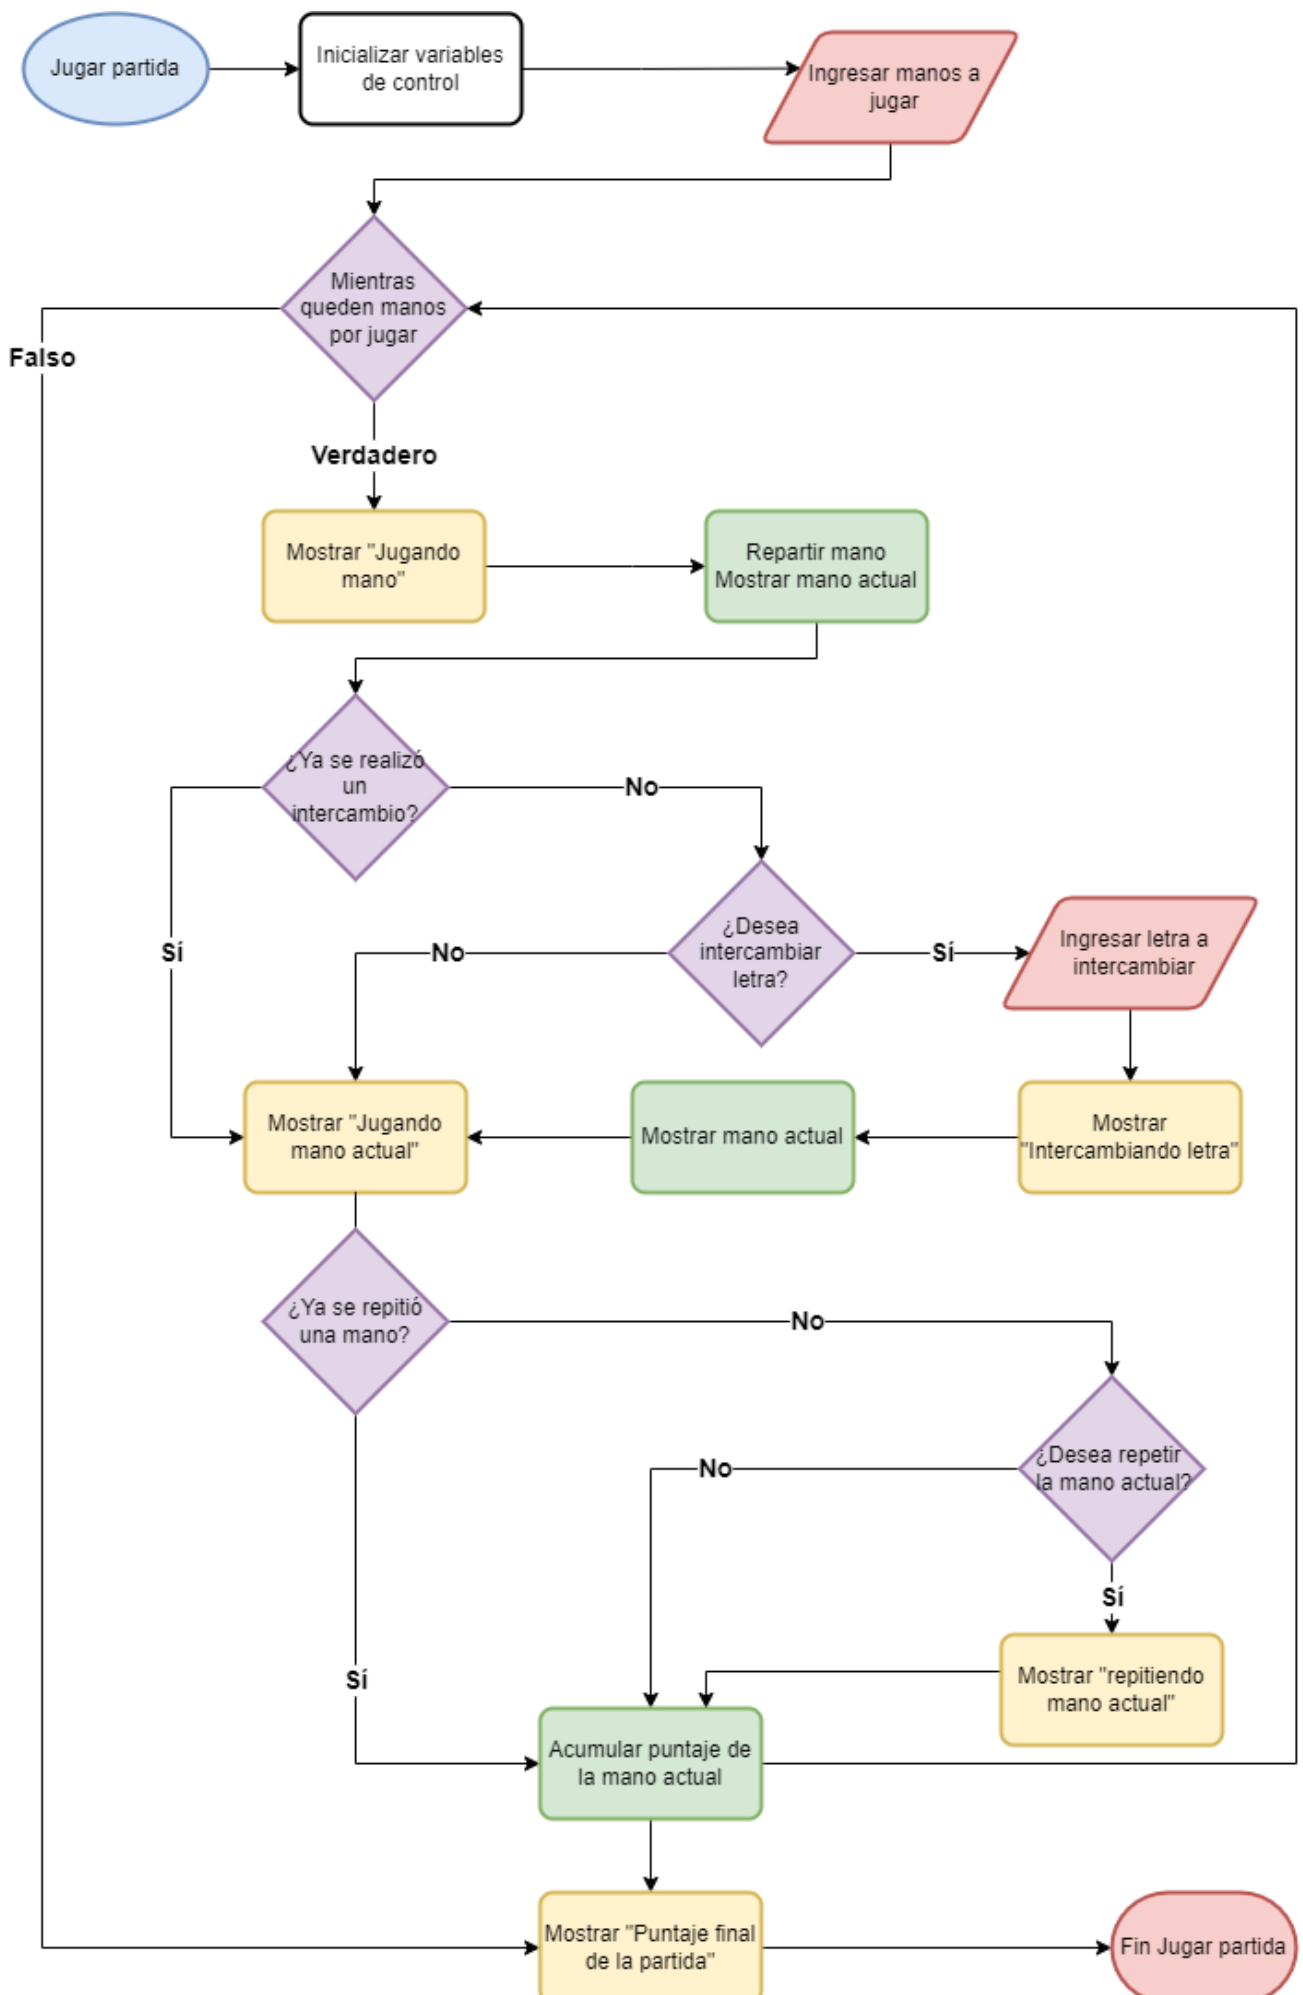 Jugar partida
Inicializar variables
de control
Ingresar manos a
jugar
Mientras
queden manos
por jugar
Falso
Verdadero
Mostrar "Jugando
mano"
Repartir mano
Mostrar mano actual
¿Ya se realizó
un
intercambio?
No
Sí
¿Desea
intercambiar
letra?
No
Sí
Ingresar letra a
intercambiar
Mostrar "Jugando
mano actual"
Mostrar mano actual
Mostrar
"Intercambiando letra"
¿Ya se repitió
una mano?
No
¿Desea repetir
la mano actual?
No
Sí
Sí
Mostrar "repitiendo
mano actual"
Acumular puntaje de
la mano actual
Mostrar "Puntaje final
de la partida"
Fin Jugar partida